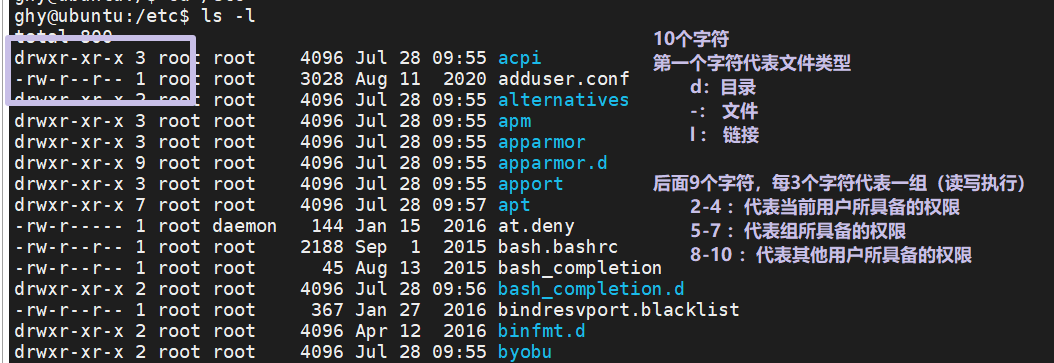 ghy@ubuntu:/etc$ ls -l
total 800
drwxr-xr-x 3 root root 4096 Jul 28 09:55 acpi
-rw-r--r-- 1 root root 3028 Aug 11 2020 adduser.conf
drwxr-xr-x 2 root root 4096 Jul 28 09:55 alternatives
drwxr-xr-x 3 root root 4096 Jul 28 09:55 apm
drwxr-xr-x 3 root root 4096 Jul 28 09:55 apparmor
drwxr-xr-x 9 root root 4096 Jul 28 09:55 apparmor.d
drwxr-xr-x 3 root root 4096 Jul 28 09:55 apport
drwxr-xr-x 7 root root 4096 Jul 28 09:57 apt
-rw-r----- 1 root daemon 144 Jan 15 2016 at.deny
-rw-r--r-- 1 root root 2188 Sep 1 2015 bash.bashrc
-rw-r--r-- 1 root root 45 Aug 13 2015 bash_completion
drwxr-xr-x 2 root root 4096 Jul 28 09:56 bash_completion.d
-rw-r--r-- 1 root root 367 Jan 27 2016 bindresvport.blacklist
drwxr-xr-x 2 root root 4096 Apr 12 2016 binfmt.d
drwxr-xr-x 2 root root 4096 Jul 28 09:55 byobu
10个字符
第一个字符代表文件类型
d: 目录
-: 文件
l： 链接
后面9个字符，每3个字符代表一组（读写执行）
2-4 ：代表当前用户所具备的权限
5-7 ：代表组所具备的权限
8-10 ：代表其他用户所具备的权限